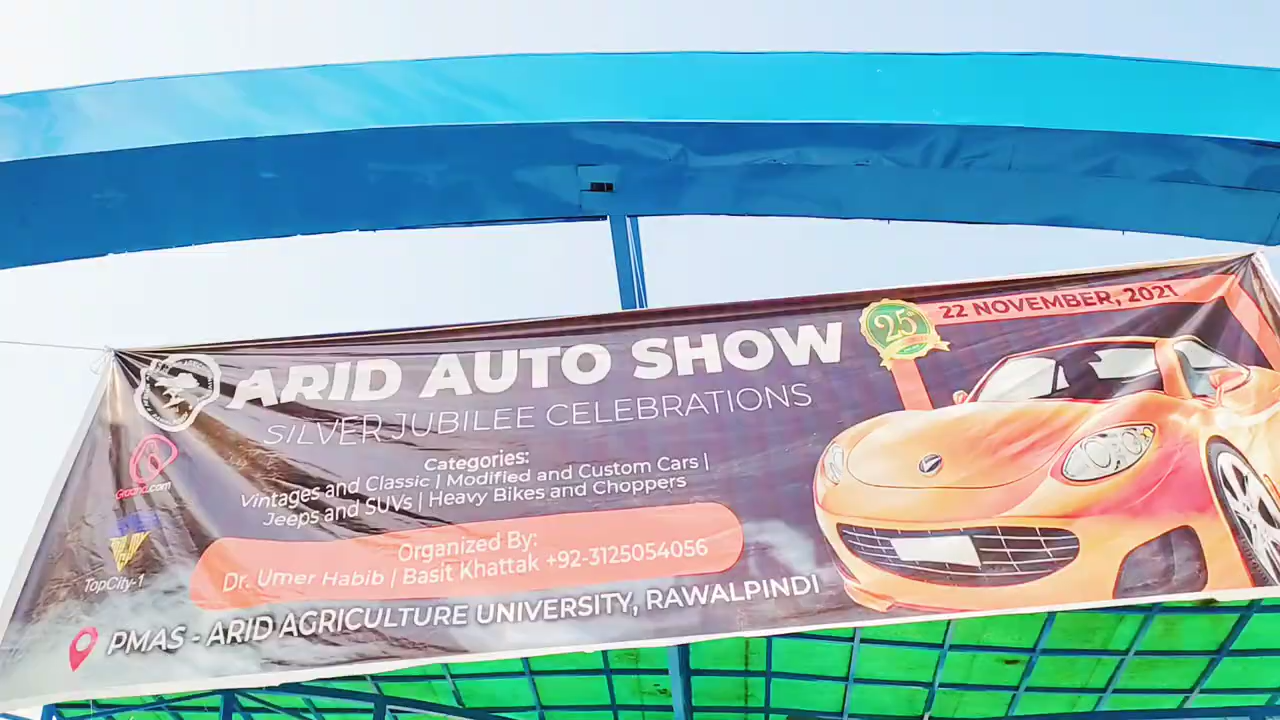 22 NOVEMBER, 2021
25
ARID AUTO SHOW
SILVER JUBILEE CELEBRATIONS
Categories:
Vintages and Classic | Modified and Custom Cars |
Jeeps and SUVs | Heavy Bikes and Choppers
Graana.com
TopCity-1
Organized By:
Dr. Umer Habib | Basit Khattak +92-3125054056
PMAS - ARID AGRICULTURE UNIVERSITY, RAWALPINDI